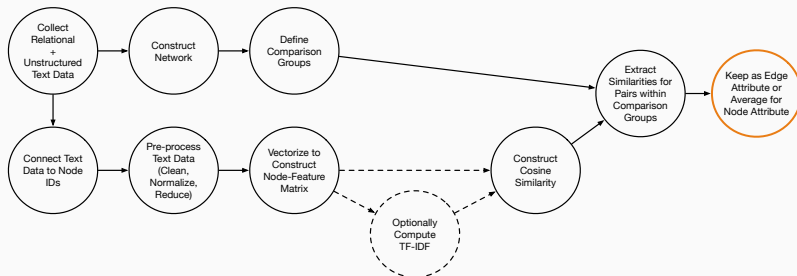 Collect
Relational
+
Unstructured
Text Data
Construct
Network
Define
Comparison
Groups
Extract
Similarities for
Pairs within
Comparison
Groups
Keep as Edge
Attribute or
Average for
Node Attribute
Connect Text
Data to Node
IDs
Pre-process
Text Data
(Clean,
Normalize,
Reduce)
Vectorize to
Construct
Node-Feature
Matrix
Optionally
Compute
TF-IDF
Construct
Cosine
Similarity